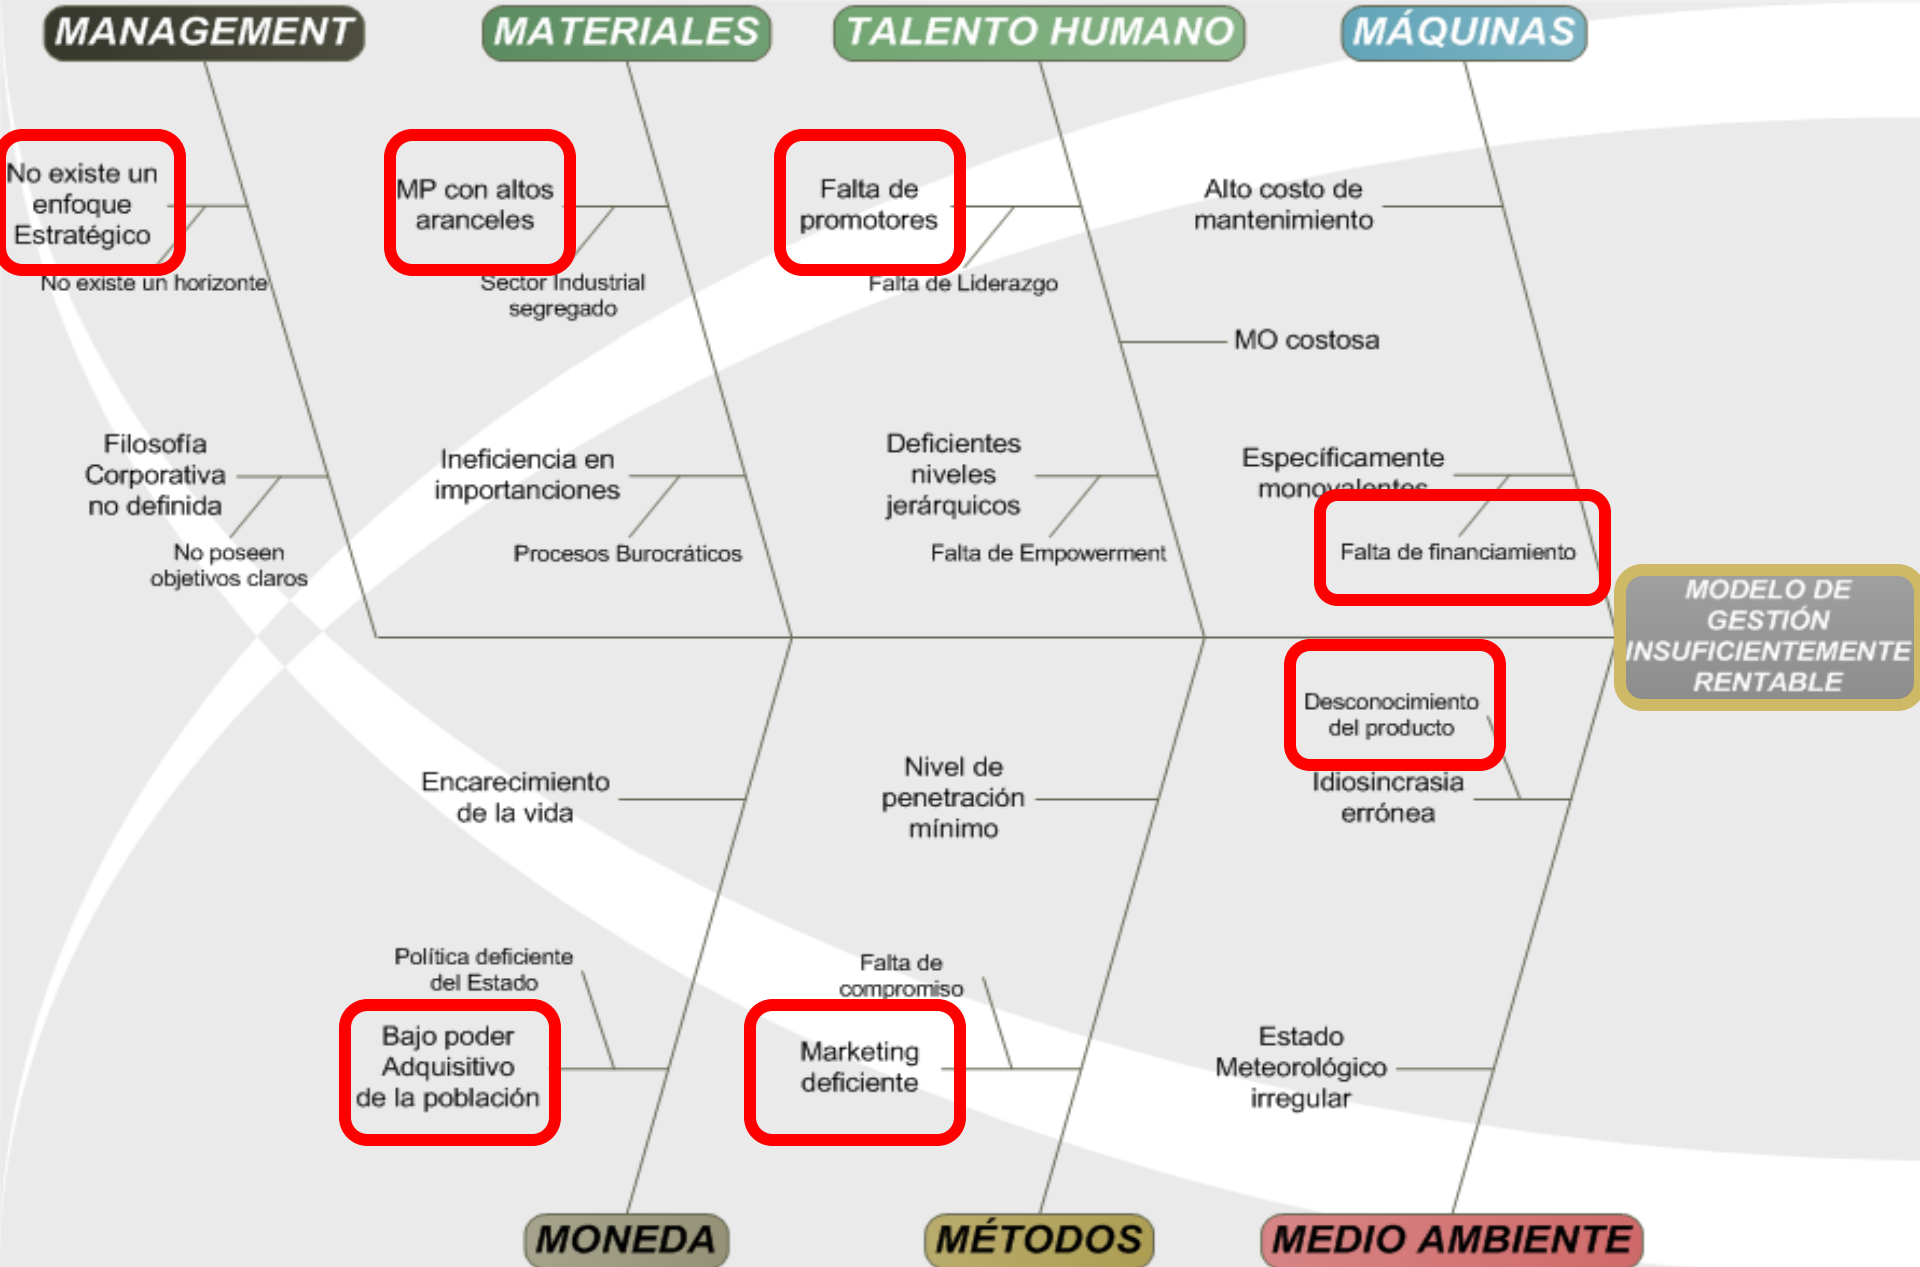 MANAGEMENT
MATERIALES
TALENTO HUMANO
MÁQUINAS
No existe un
enfoque
Estratégico
No existe un horizonte
MP con altos
aranceles
Sector Industrial
segregado
Falta de
promotores
Falta de Liderazgo
Alto costo de
mantenimiento
MO costosa
Filosofía
Corporativa
no definida
No poseen
objetivos claros
Ineficiencia en
importanciones
Procesos Burocráticos
Deficientes
niveles
jerárquicos
Falta de Empowerment
Específicamente
monovalentes
Falta de financiamiento
MODELO DE
GESTIÓN
INSUFICIENTEMENTE
RENTABLE
Desconocimiento
del producto
Idiosincrasia
errónea
Encarecimiento
de la vida
Nivel de
penetración
mínimo
Política deficiente
del Estado
Bajo poder
Adquisitivo
de la población
Falta de
compromiso
Marketing
deficiente
Estado
Meteorológico
irregular
MONEDA
MÉTODOS
MEDIO AMBIENTE